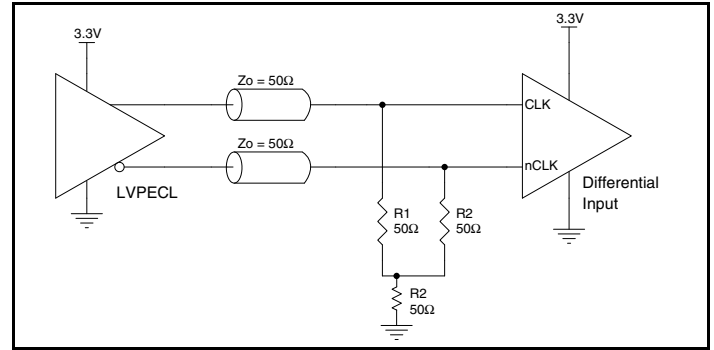 3.3V
3.3V
Zo = 50Ω
CLK
Zo = 50Ω
nCLK
LVPECL
Differential
Input
R1
50Ω
R2
50Ω
R2
50Ω